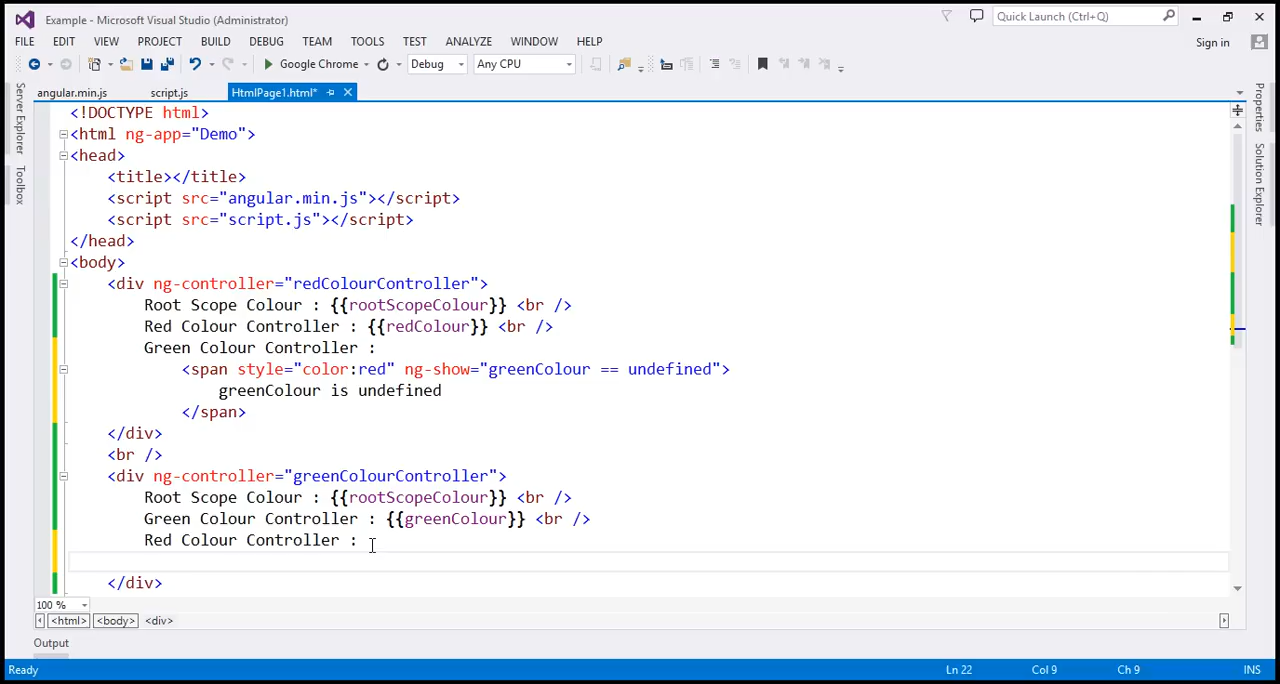 Example - Microsoft Visual Studio (Administrator)
Quick Launch (Ctrl+Q)
FILE EDIT VIEW PROJECT BUILD DEBUG TEAM TOOLS TEST ANALYZE WINDOW HELP
Sign in
Google Chrome Debug Any CPU
Server Explorer
Toolbox
angular.min.js script.js HtmlPage1.html*
Properties
Solution Explorer
<!DOCTYPE html>
<html ng-app="Demo">
<head>
<title></title>
<script src="angular.min.js"></script>
<script src="script.js"></script>
</head>
<body>
<div ng-controller="redColourController">
Root Scope Colour : {{rootScopeColour}} <br />
Red Colour Controller : {{redColour}} <br />
Green Colour Controller :
<span style="color:red" ng-show="greenColour == undefined">
greenColour is undefined
</span>
</div>
<br />
<div ng-controller="greenColourController">
Root Scope Colour : {{rootScopeColour}} <br />
Green Colour Controller : {{greenColour}} <br />
Red Colour Controller :
</div>
100 %
<html> <body> <div>
Output
Ready Ln 22 Col 9 Ch 9 INS